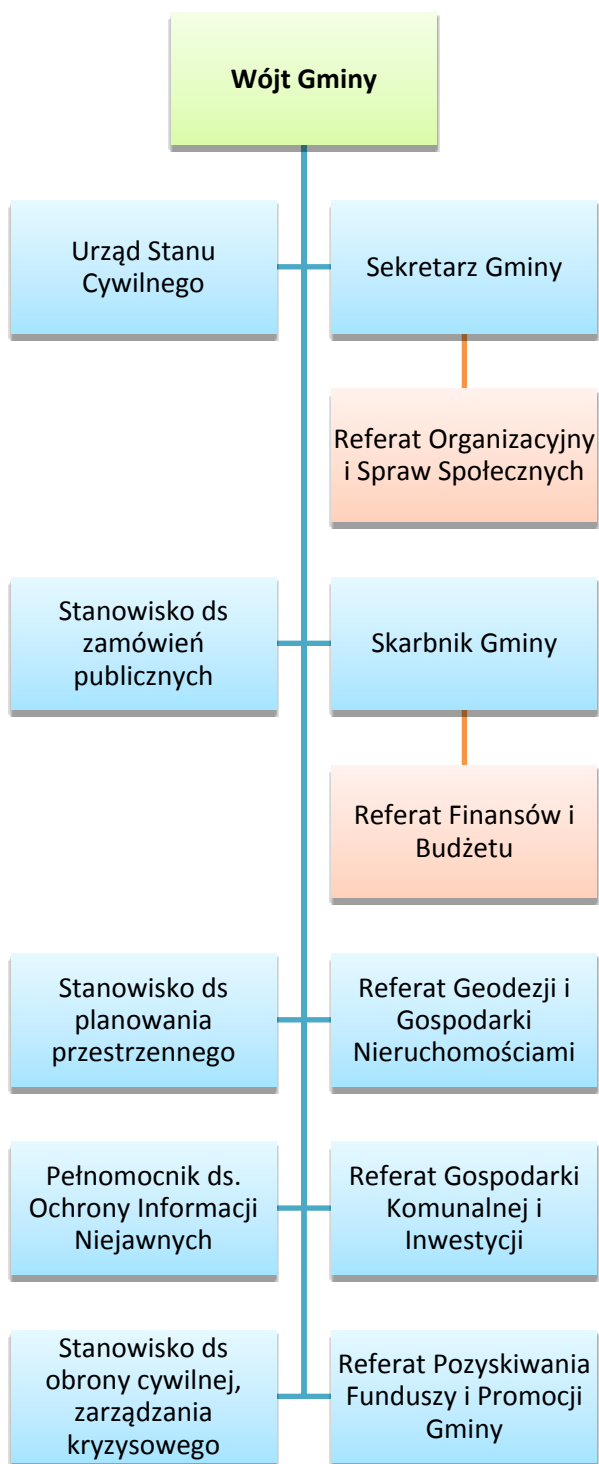 Wójt Gminy
Urząd Stanu
Cywilnego
Sekretarz Gminy
Referat Organizacyjny
i Spraw Społecznych
Stanowisko ds
zamówień
publicznych
Skarbnik Gminy
Referat Finansów i
Budżetu
Stanowisko ds
planowania
przestrzennego
Referat Geodezji i
Gospodarki
Nieruchomościami
Pełnomocnik ds.
Ochrony Informacji
Niejawnych
Referat Gospodarki
Komunalnej i
Inwestycji
Stanowisko ds
obrony cywilnej,
zarządzania
kryzysowego
Referat Pozyskiwania
Funduszy i Promocji
Gminy